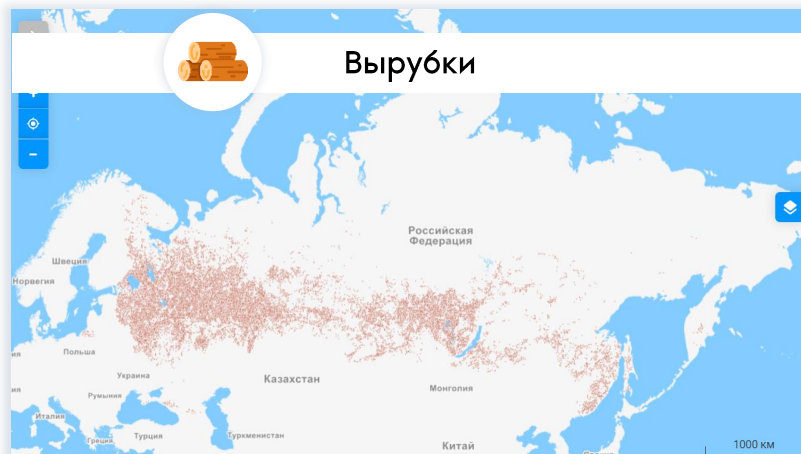 Вырубки
Российская
Федерация
Швеция
Норвегия
Польша
Украина
Казахстан
Румыния
Монголия
Италия
Греция
Турция
Туркменистан
Китай
1000 км